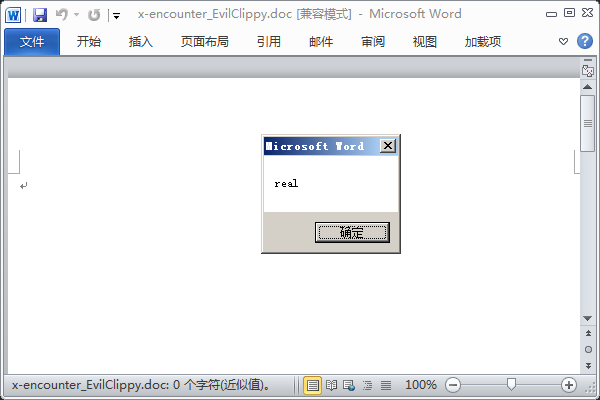 x-encounter_EvilClippy.doc [兼容模式] - Microsoft Word
文件 开始 插入 页面布局 引用 邮件 审阅 视图 加载项
Microsoft Word
real
确定
x-encounter_EvilClippy.doc: 0 个字符(近似值)。 100%